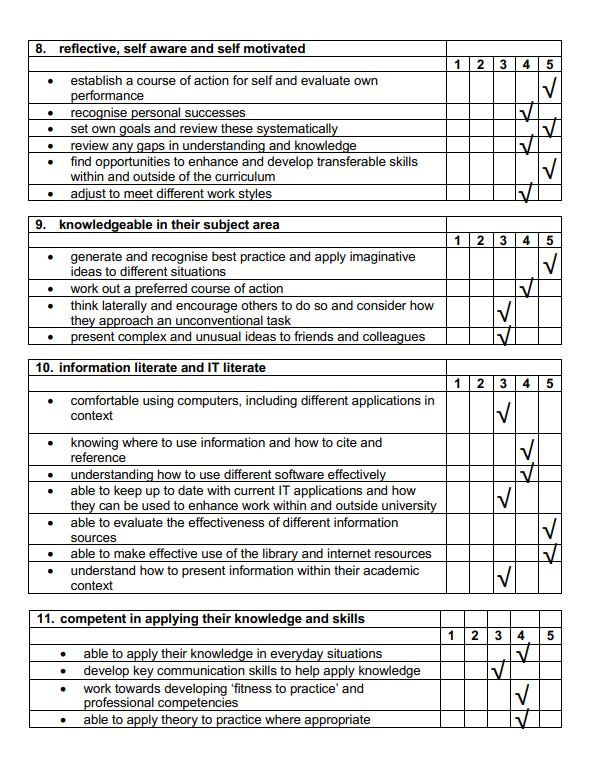 8. reflective, self aware and self motivated
1 2 3 4 5
• establish a course of action for self and evaluate own
performance √
• recognise personal successes √
• set own goals and review these systematically √
• review any gaps in understanding and knowledge √
• find opportunities to enhance and develop transferable skills
within and outside of the curriculum √
• adjust to meet different work styles √
9. knowledgeable in their subject area
1 2 3 4 5
• generate and recognise best practice and apply imaginative
ideas to different situations √
• work out a preferred course of action √
• think laterally and encourage others to do so and consider how
they approach an unconventional task √
• present complex and unusual ideas to friends and colleagues √
10. information literate and IT literate
1 2 3 4 5
• comfortable using computers, including different applications in
context √
• knowing where to use information and how to cite and
reference √
• understanding how to use different software effectively √
• able to keep up to date with current IT applications and how
they can be used to enhance work within and outside university √
• able to evaluate the effectiveness of different information
sources √
• able to make effective use of the library and internet resources √
• understand how to present information within their academic
context √
11. competent in applying their knowledge and skills
1 2 3 4 5
• able to apply their knowledge in everyday situations √
• develop key communication skills to help apply knowledge √
• work towards developing ‘fitness to practice’ and
professional competencies √
• able to apply theory to practice where appropriate √